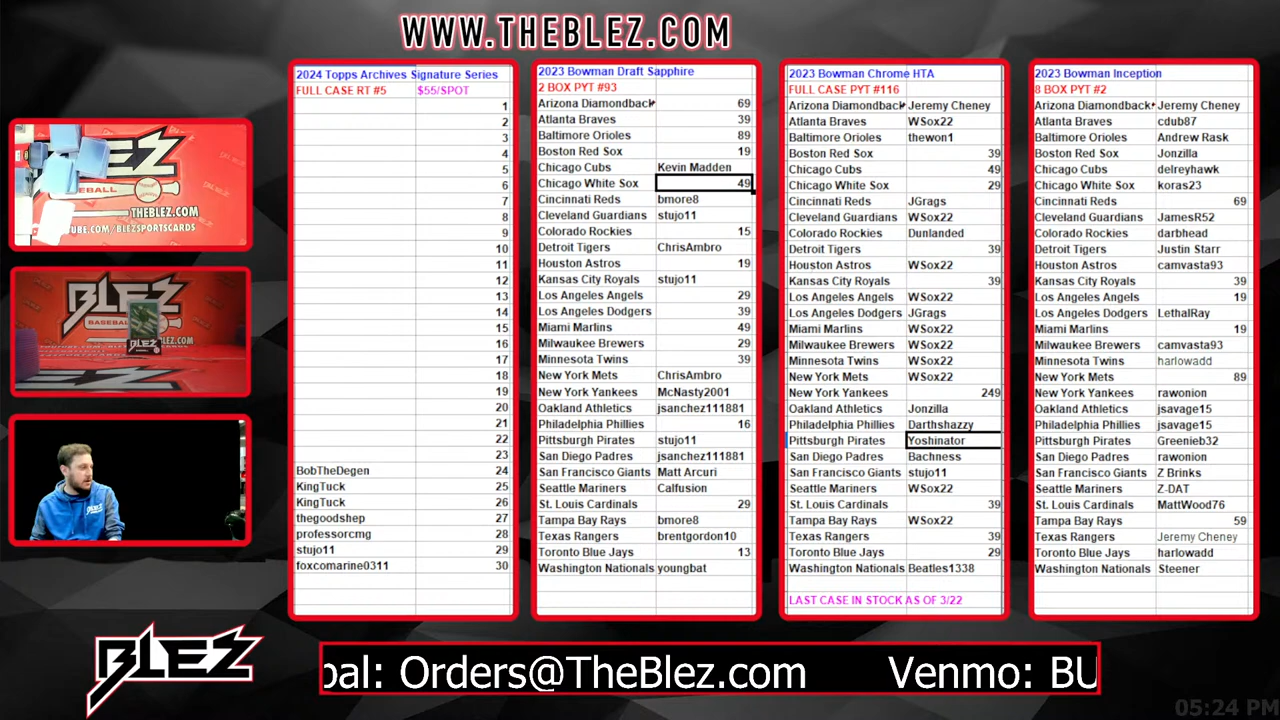 WWW.THEBLEZ.COM
2024 Topps Archives Signature Series
FULL CASE RT #5 $55/SPOT
1
2
3
4
5
6
7
8
9
10
11
12
13
14
15
16
17
18
19
20
21
22
23
BobTheDegen 24
KingTuck 25
KingTuck 26
thegoodshep 27
professorcmg 28
stujo11 29
foxcomarine0311 30
2023 Bowman Draft Sapphire
2 BOX PYT #93
Arizona Diamondback 69
Atlanta Braves 39
Baltimore Orioles 89
Boston Red Sox 19
Chicago Cubs Kevin Madden
Chicago White Sox 49
Cincinnati Reds bmore8
Cleveland Guardians stujo11
Colorado Rockies 15
Detroit Tigers ChrisAmbro
Houston Astros 19
Kansas City Royals stujo11
Los Angeles Angels 29
Los Angeles Dodgers 39
Miami Marlins 49
Milwaukee Brewers 29
Minnesota Twins 39
New York Mets ChrisAmbro
New York Yankees McNasty2001
Oakland Athletics jsanchez111881
Philadelphia Phillies 16
Pittsburgh Pirates stujo11
San Diego Padres jsanchez111881
San Francisco Giants Matt Arcuri
Seattle Mariners Calfusion
St. Louis Cardinals 29
Tampa Bay Rays bmore8
Texas Rangers brentgordon10
Toronto Blue Jays 13
Washington Nationals youngbat
2023 Bowman Chrome HTA
FULL CASE PYT #116
Arizona Diamondback Jeremy Cheney
Atlanta Braves WSox22
Baltimore Orioles thewon1
Boston Red Sox 39
Chicago Cubs 49
Chicago White Sox 29
Cincinnati Reds JGrags
Cleveland Guardians WSox22
Colorado Rockies Dunlanded
Detroit Tigers 39
Houston Astros WSox22
Kansas City Royals 39
Los Angeles Angels WSox22
Los Angeles Dodgers JGrags
Miami Marlins WSox22
Milwaukee Brewers WSox22
Minnesota Twins WSox22
New York Mets WSox22
New York Yankees 249
Oakland Athletics Jonzilla
Philadelphia Phillies Darthshazzy
Pittsburgh Pirates Yoshinator
San Diego Padres Bachness
San Francisco Giants stujo11
Seattle Mariners WSox22
St. Louis Cardinals 39
Tampa Bay Rays WSox22
Texas Rangers 39
Toronto Blue Jays 29
Washington Nationals Beatles1338
LAST CASE IN STOCK AS OF 3/22
2023 Bowman Inception
8 BOX PYT #2
Arizona Diamondback Jeremy Cheney
Atlanta Braves cdub87
Baltimore Orioles Andrew Rask
Boston Red Sox Jonzilla
Chicago Cubs delreyhawk
Chicago White Sox koras23
Cincinnati Reds 69
Cleveland Guardians JamesR52
Colorado Rockies darbhead
Detroit Tigers Justin Starr
Houston Astros camvasta93
Kansas City Royals 39
Los Angeles Angels 19
Los Angeles Dodgers LethalRay
Miami Marlins 19
Milwaukee Brewers camvasta93
Minnesota Twins harlowadd
New York Mets 89
New York Yankees rawonion
Oakland Athletics jsavage15
Philadelphia Phillies jsavage15
Pittsburgh Pirates Greenieb32
San Diego Padres rawonion
San Francisco Giants Z Brinks
Seattle Mariners Z-DAT
St. Louis Cardinals MattWood76
Tampa Bay Rays 59
Texas Rangers Jeremy Cheney
Toronto Blue Jays harlowadd
Washington Nationals Steener
BLEZ
BASEBALL
THEBLEZ.COM
TUBE.COM/BLEZSPORTSCARDS
BLEZ
BASEBALL
BLEZ
pal: Orders@TheBlez.com Venmo: BU
05:24 PM